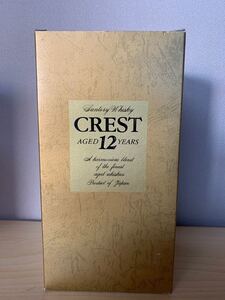 Suntory Whisky
CREST
AGED 12 YEARS
A harmonious blend
of the finest
aged whiskies
Product of Japan